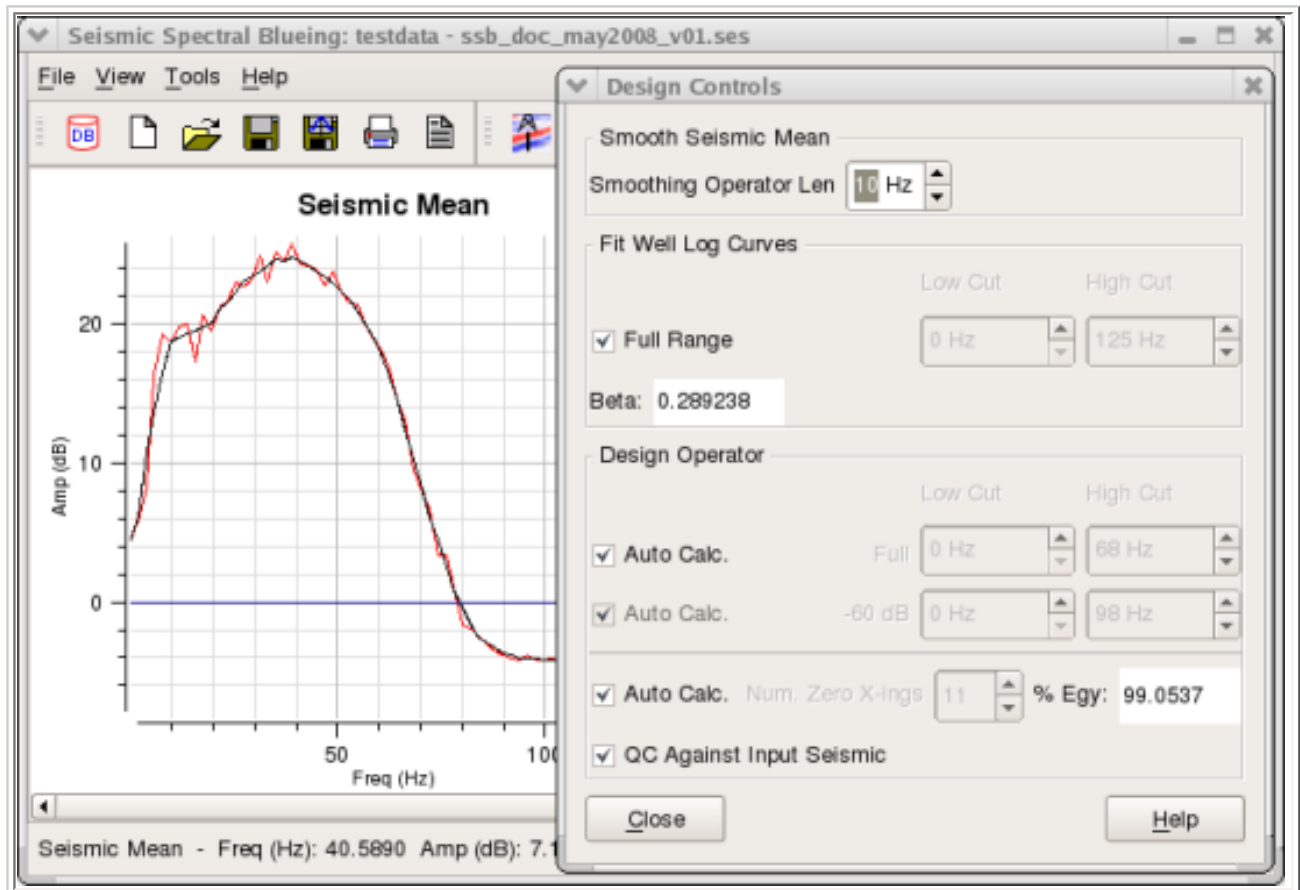 Seismic Spectral Blueing: testdata - ssb_doc_may2008_v01.ses
File View Tools Help
DB
Seismic Mean
20
10
0
Amp (dB)
50
Freq (Hz)
Seismic Mean - Freq (Hz): 40.5890 Amp (dB):
Design Controls
Smooth Seismic Mean
Smoothing Operator Len 10 Hz
Fit Well Log Curves
Low Cut High Cut
Full Range 0 Hz 125 Hz
Beta: 0.289238
Design Operator
Low Cut High Cut
Auto Calc. Full 0 Hz 68 Hz
Auto Calc. -60 dB 0 Hz 98 Hz
Auto Calc. Num. Zero X-ings 11 % Egy: 99.0537
QC Against Input Seismic
Close Help